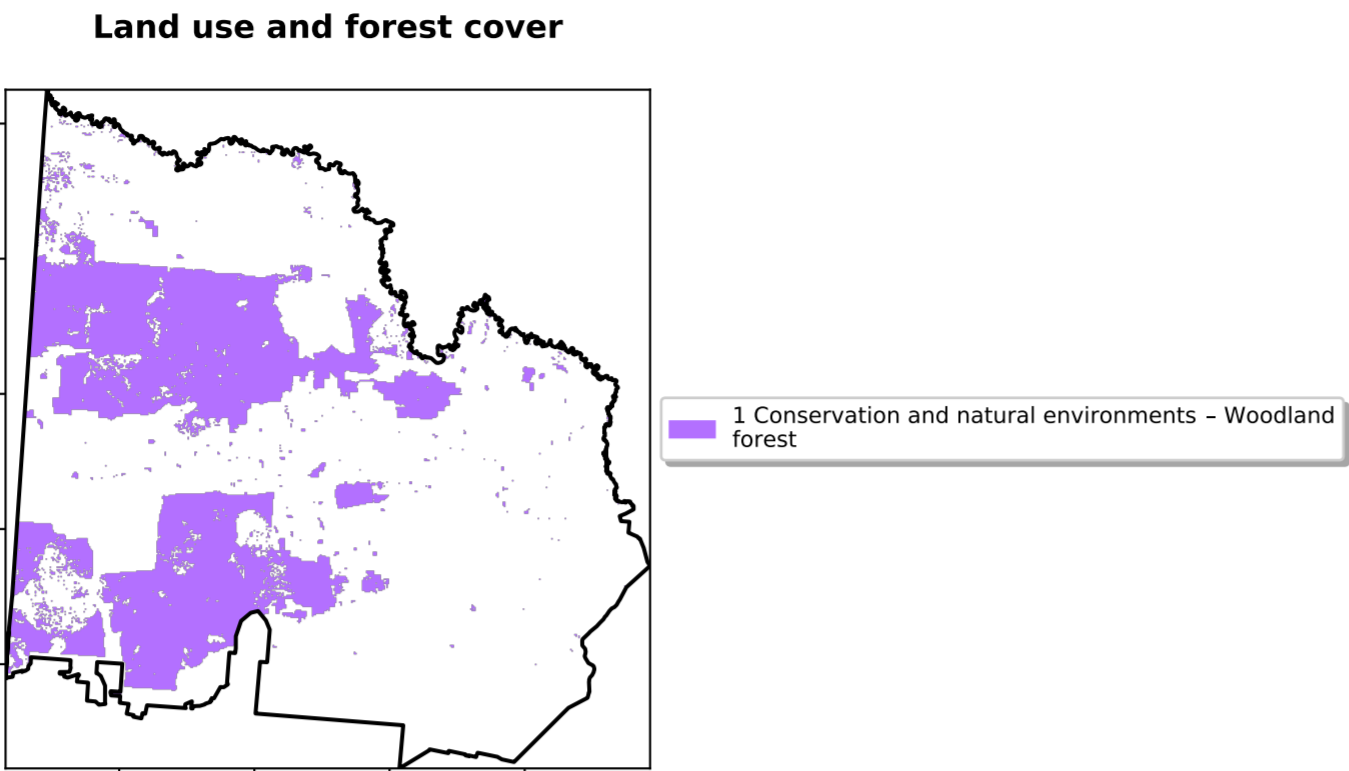 Land use and forest cover
1 Conservation and natural environments – Woodland
forest